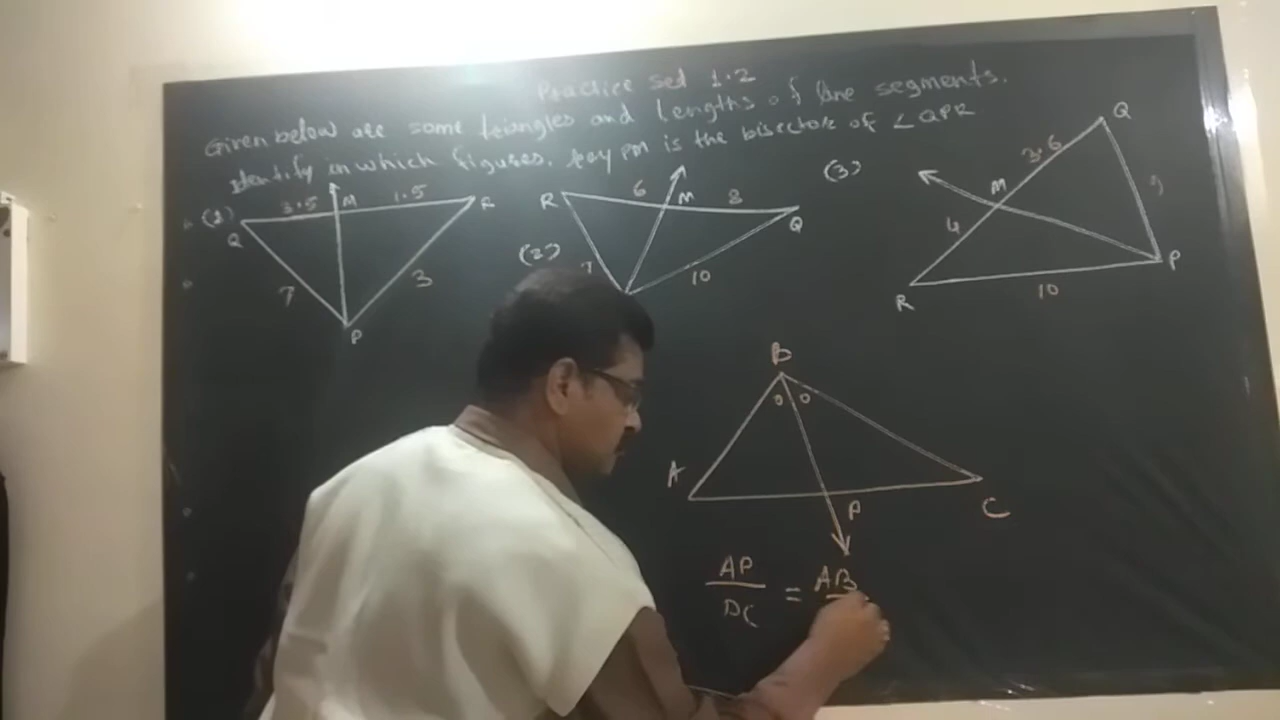 Practice set 1.2
Given below are some triangles and lengths of line segments.
Identify in which figures, ray PM is the bisector of ∠QPR
(1)
3.5 M 1.5
Q R
7 3
P
(2)
R 6 M 8
Q
7 10
(3)
Q
3.6
M 9
4
P
R 10
B
A C
P
AP/PC = AB